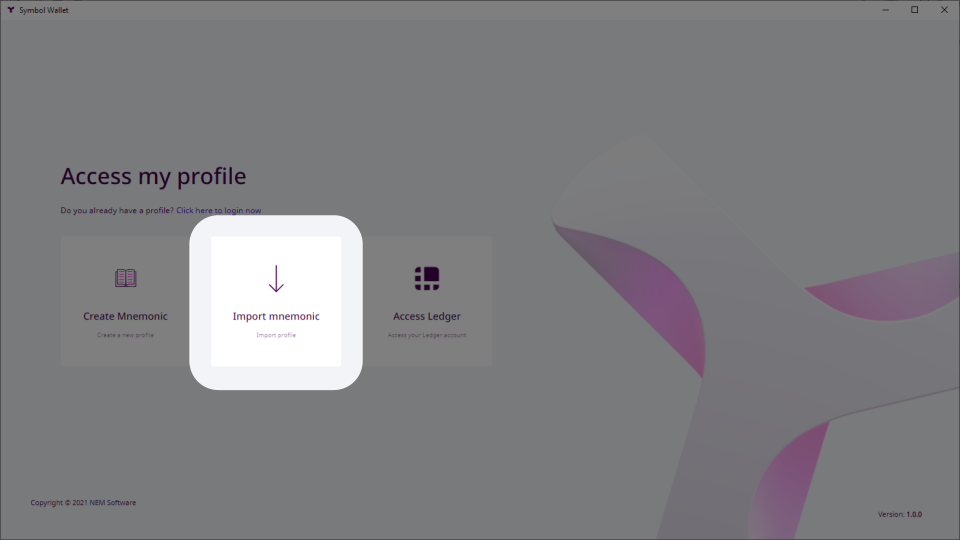 Symbol Wallet
Access my profile
Do you already have a profile? Click here to login now.
Create Mnemonic
Create a new profile
Import mnemonic
Import profile
Access Ledger
Access your Ledger account
Copyright © 2021 NEM Software
Version: 1.0.0